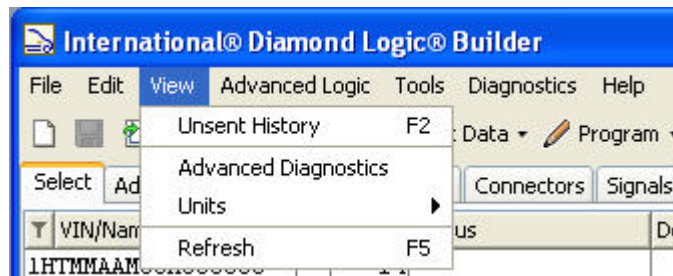 International® Diamond Logic® Builder
File Edit View Advanced Logic Tools Diagnostics Help
Unsent History F2 Data Program
Advanced Diagnostics
Select Connectors Signals
Units
VIN/Nam
Refresh F5